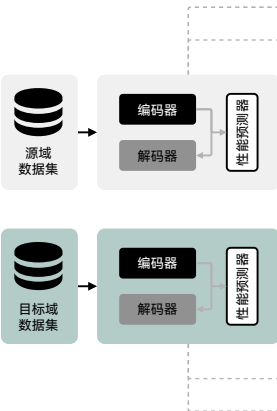 编码器
源域
数据集
解码器
性能预测器
编码器
目标域
数据集
解码器
性能预测器